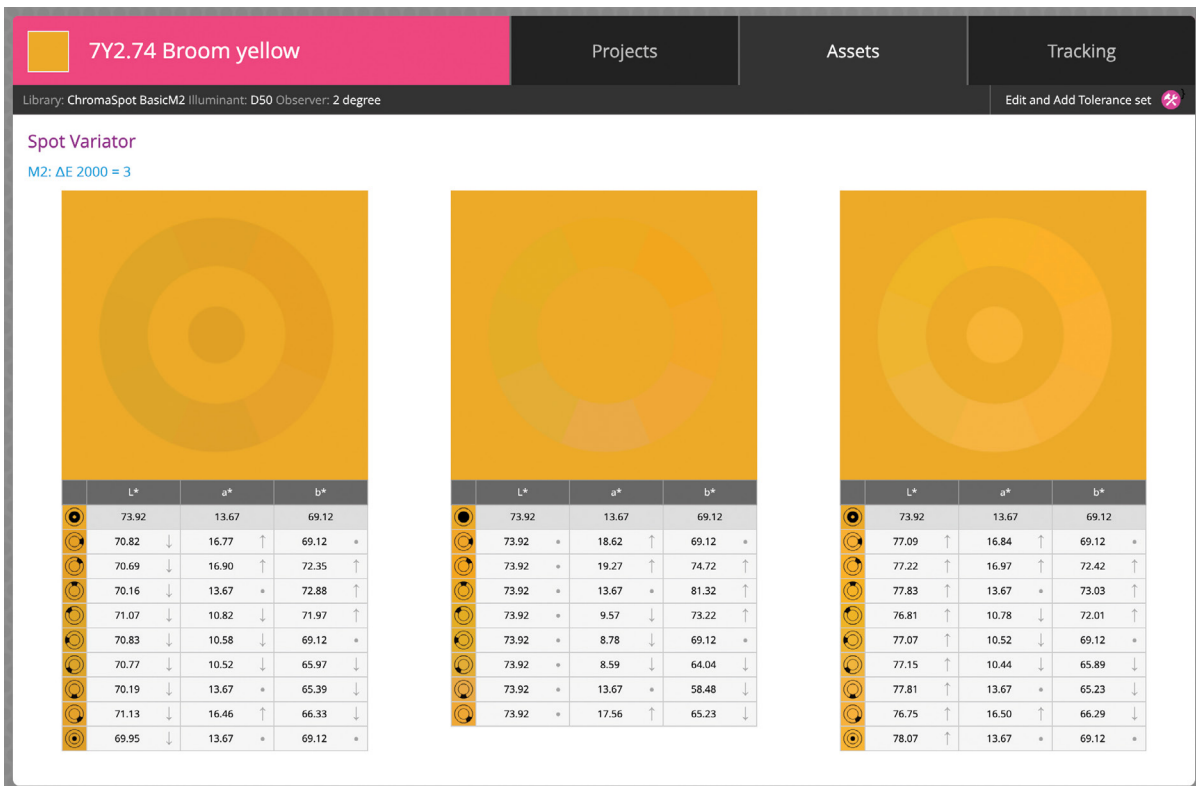 7Y2.74 Broom yellow
Projects
Assets
Tracking
Library: ChromaSpot BasicM2 Illuminant: D50 Observer: 2 degree
Edit and Add Tolerance set
Spot Variator
M2: ΔE 2000 = 3
L* a* b*
73.92 13.67 69.12
70.82 ↓ 16.77 ↑ 69.12 •
70.69 ↓ 16.90 ↑ 72.35 ↑
70.16 ↓ 13.67 • 72.88 ↑
71.07 ↓ 10.82 ↓ 71.97 ↑
70.83 ↓ 10.58 ↓ 69.12 •
70.77 ↓ 10.52 ↓ 65.97 ↓
70.19 ↓ 13.67 • 65.39 ↓
71.13 ↓ 16.46 ↑ 66.33 ↓
69.95 ↓ 13.67 • 69.12 •
L* a* b*
73.92 13.67 69.12
73.92 • 18.62 ↑ 69.12 •
73.92 • 19.27 ↑ 74.72 ↑
73.92 • 13.67 • 81.32 ↑
73.92 • 9.57 ↓ 73.22 ↑
73.92 • 8.78 ↓ 69.12 •
73.92 • 8.59 ↓ 64.04 ↓
73.92 • 13.67 • 58.48 ↓
73.92 • 17.56 ↑ 65.23 ↓
L* a* b*
73.92 13.67 69.12
77.09 ↑ 16.84 ↑ 69.12 •
77.22 ↑ 16.97 ↑ 72.42 ↑
77.83 ↑ 13.67 • 73.03 ↑
76.81 ↑ 10.78 ↓ 72.01 ↑
77.07 ↑ 10.52 ↓ 69.12 •
77.15 ↑ 10.44 ↓ 65.89 ↓
77.81 ↑ 13.67 • 65.23 ↓
76.75 ↑ 16.50 ↑ 66.29 ↓
78.07 ↑ 13.67 • 69.12 •